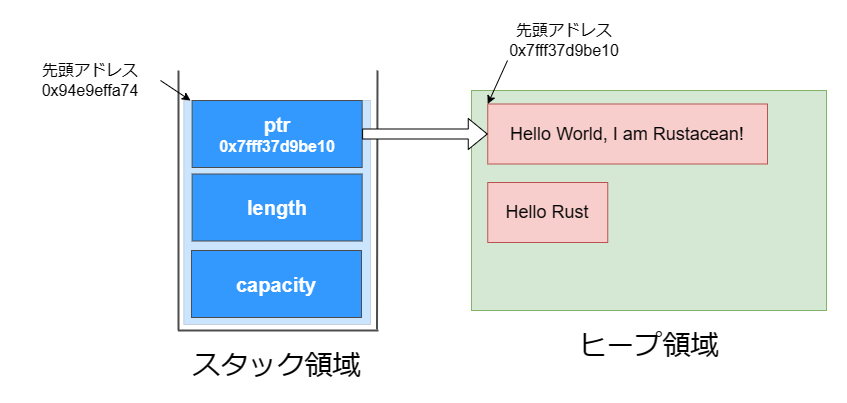 先頭アドレス
0x94e9effa74
ptr
0x7fff37d9be10
length
capacity
スタック領域
先頭アドレス
0x7fff37d9be10
Hello World, I am Rustacean!
Hello Rust
ヒープ領域